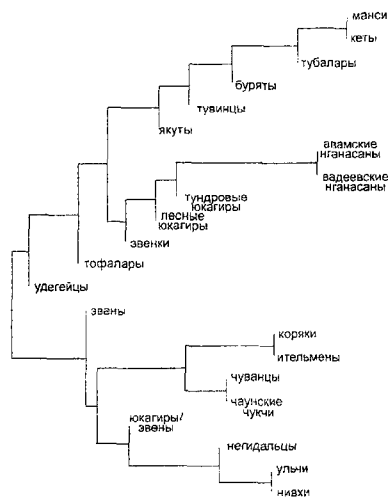 манси
кеты
тубалары
буряты
тувинцы
якуты
авамские
нганасаны
вадеевские
нганасаны
тундровые
юкагиры
лесные
юкагиры
эвенки
тофалары
удегейцы
эвены
коряки
ительмены
чуванцы
чаунские
чукчи
юкагиры/
эвены
негидальцы
ульчи
нивхи